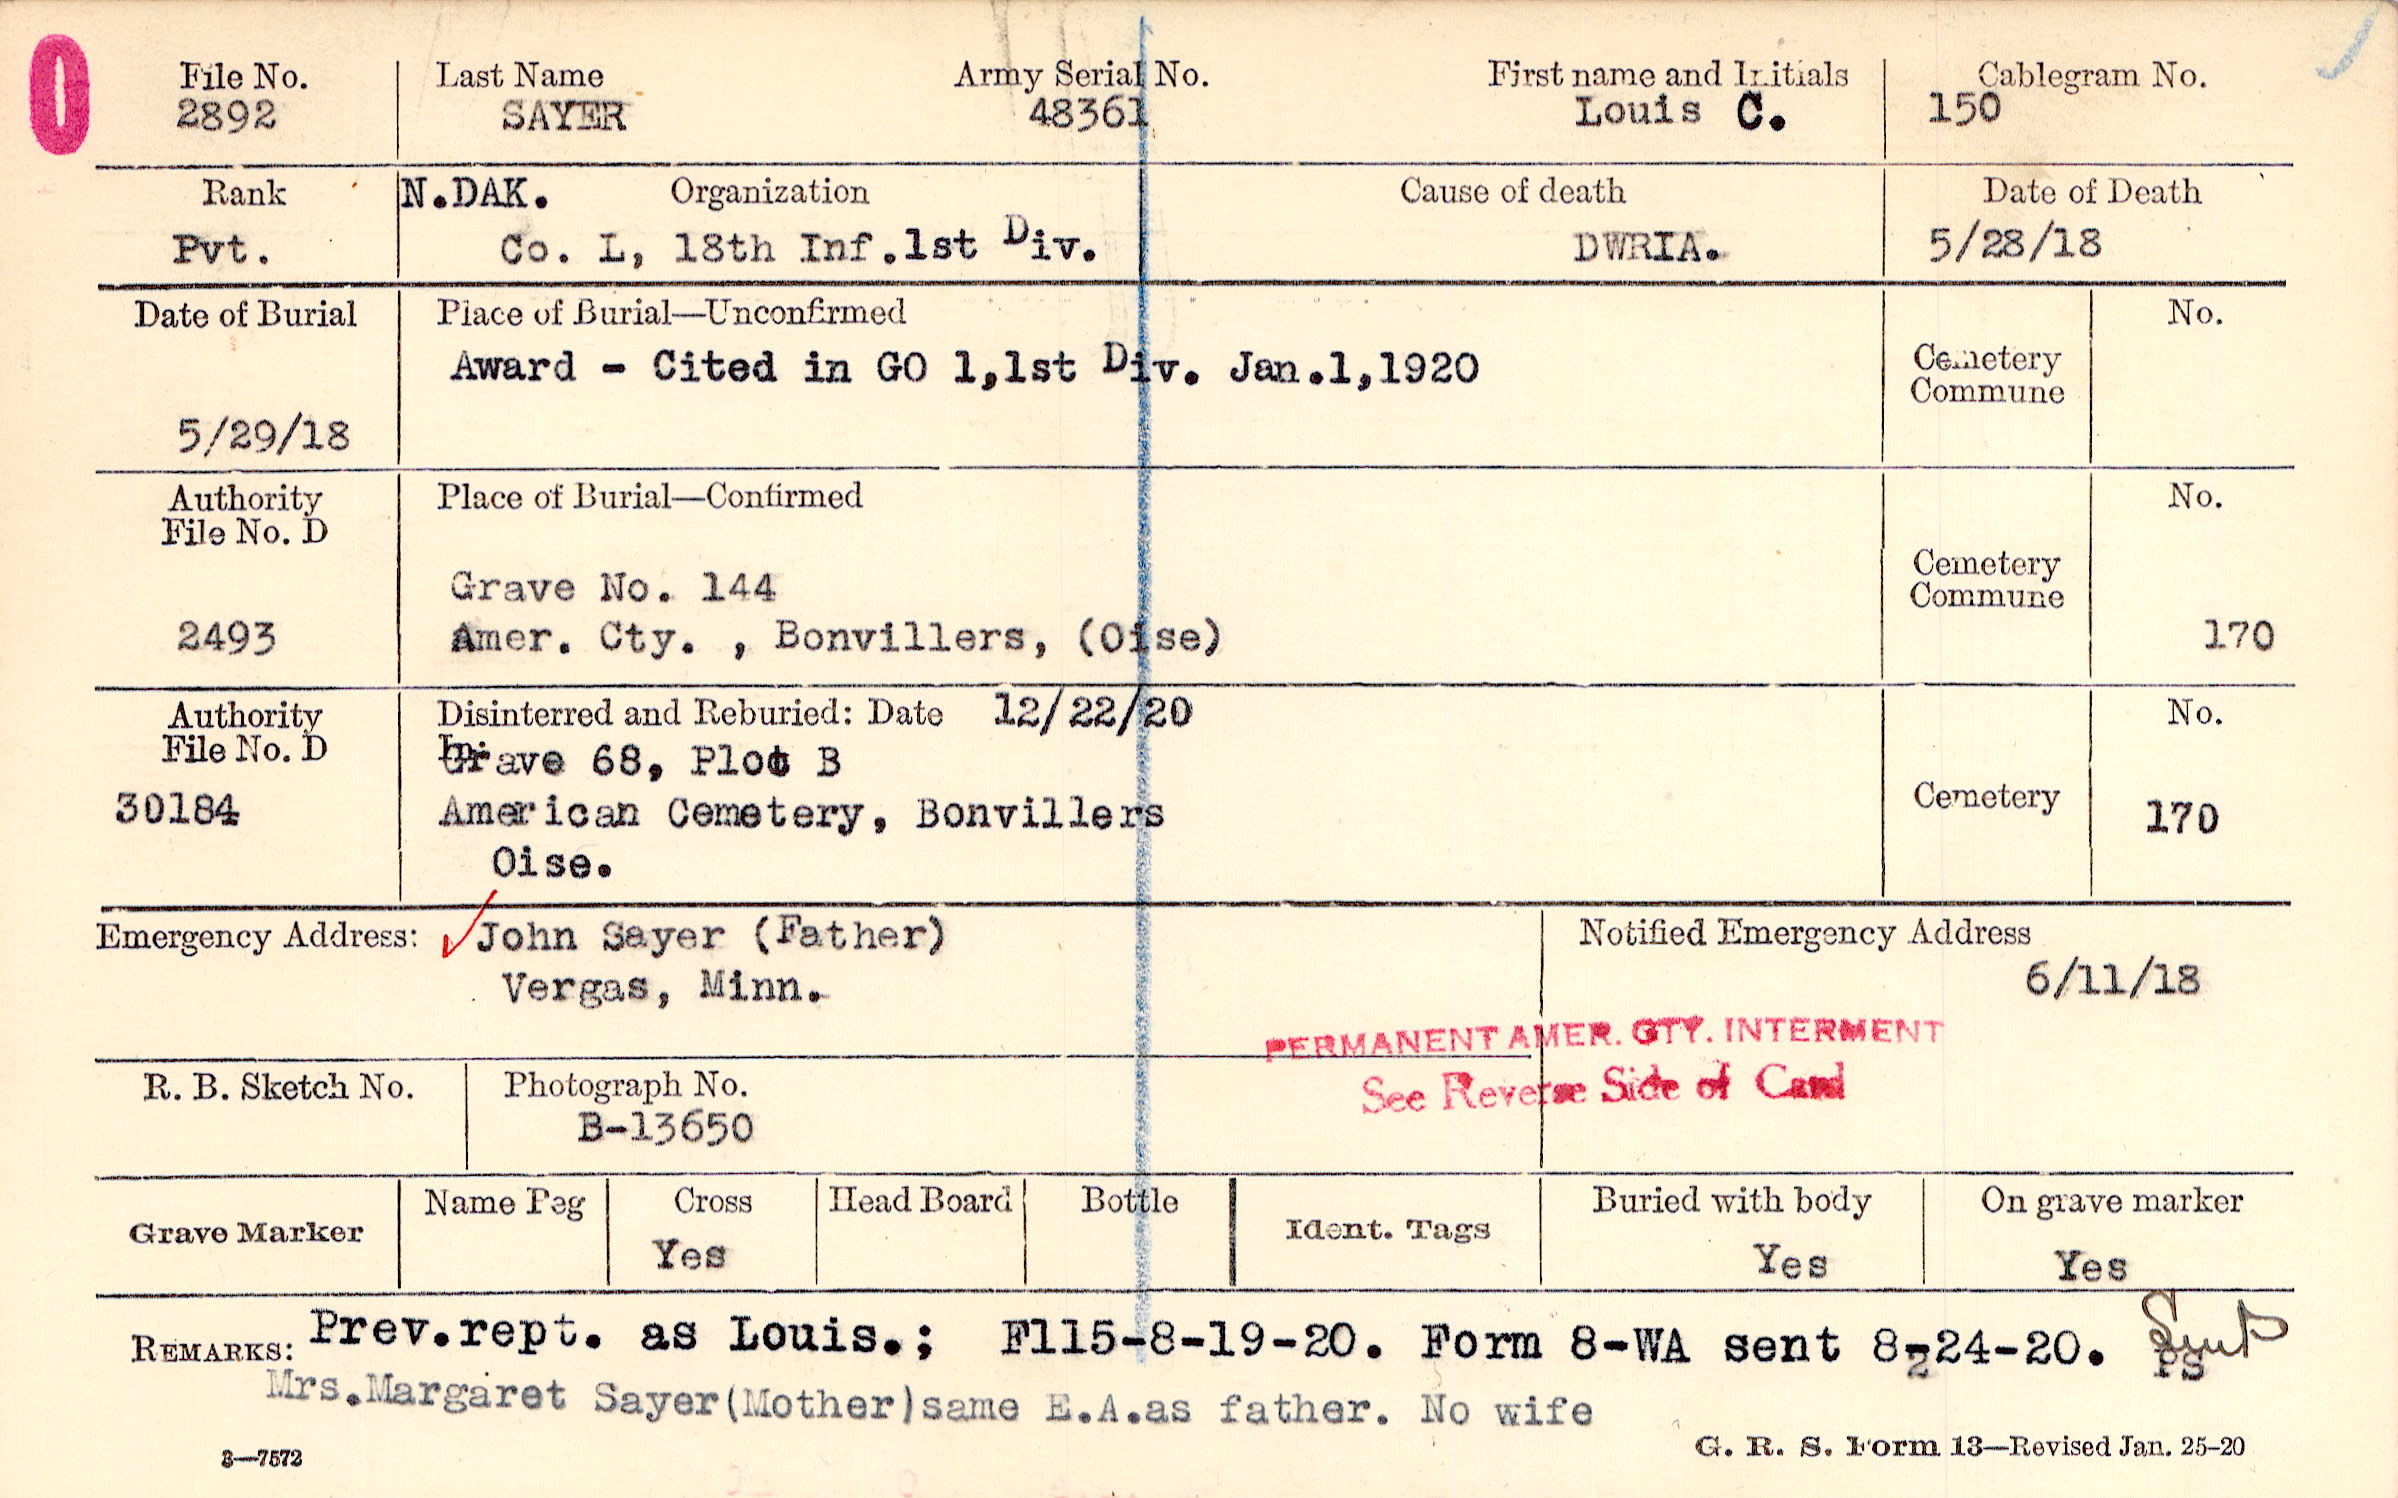 0
File No. Last Name Army Serial No. First name and Initials Cablegram No.
2892 SAYER 48361 Louis C. 150
Rank N.DAK. Organization Cause of death Date of Death
Pvt. Co. L, 18th Inf.1st Div. DWRIA. 5/28/18
Date of Burial Place of Burial—Unconfirmed No.
Award - Cited in GO 1,1st Div. Jan.1,1920 Cemetery
Commune
5/29/18
Authority Place of Burial—Confirmed No.
File No. D
Cemetery
Grave No. 144 Commune
2493 Amer. Cty. , Bonvillers, (Oise) 170
Authority Disinterred and Reburied: Date 12/22/20 No.
File No. D In:
Grave 68, Plot B
30184 American Cemetery, Bonvillers Cemetery 170
Oise.
Emergency Address: John Sayer (Father) Notified Emergency Address
Vergas, Minn. 6/11/18
PERMANENT AMER. CTY. INTERMENT
See Reverse Side of Card
R. B. Sketch No. Photograph No.
B-13650
Grave Marker Name Peg Cross Head Board Bottle Ident. Tags Buried with body On grave marker
Yes Yes Yes
REMARKS: Prev.rept. as Louis.; F115-8-19-20. Form 8-WA sent 8-24-20.
2 PS
Mrs.Margaret Sayer(Mother)same E.A.as father. No wife
3—7572 G. R. S. Form 13—Revised Jan. 25-20